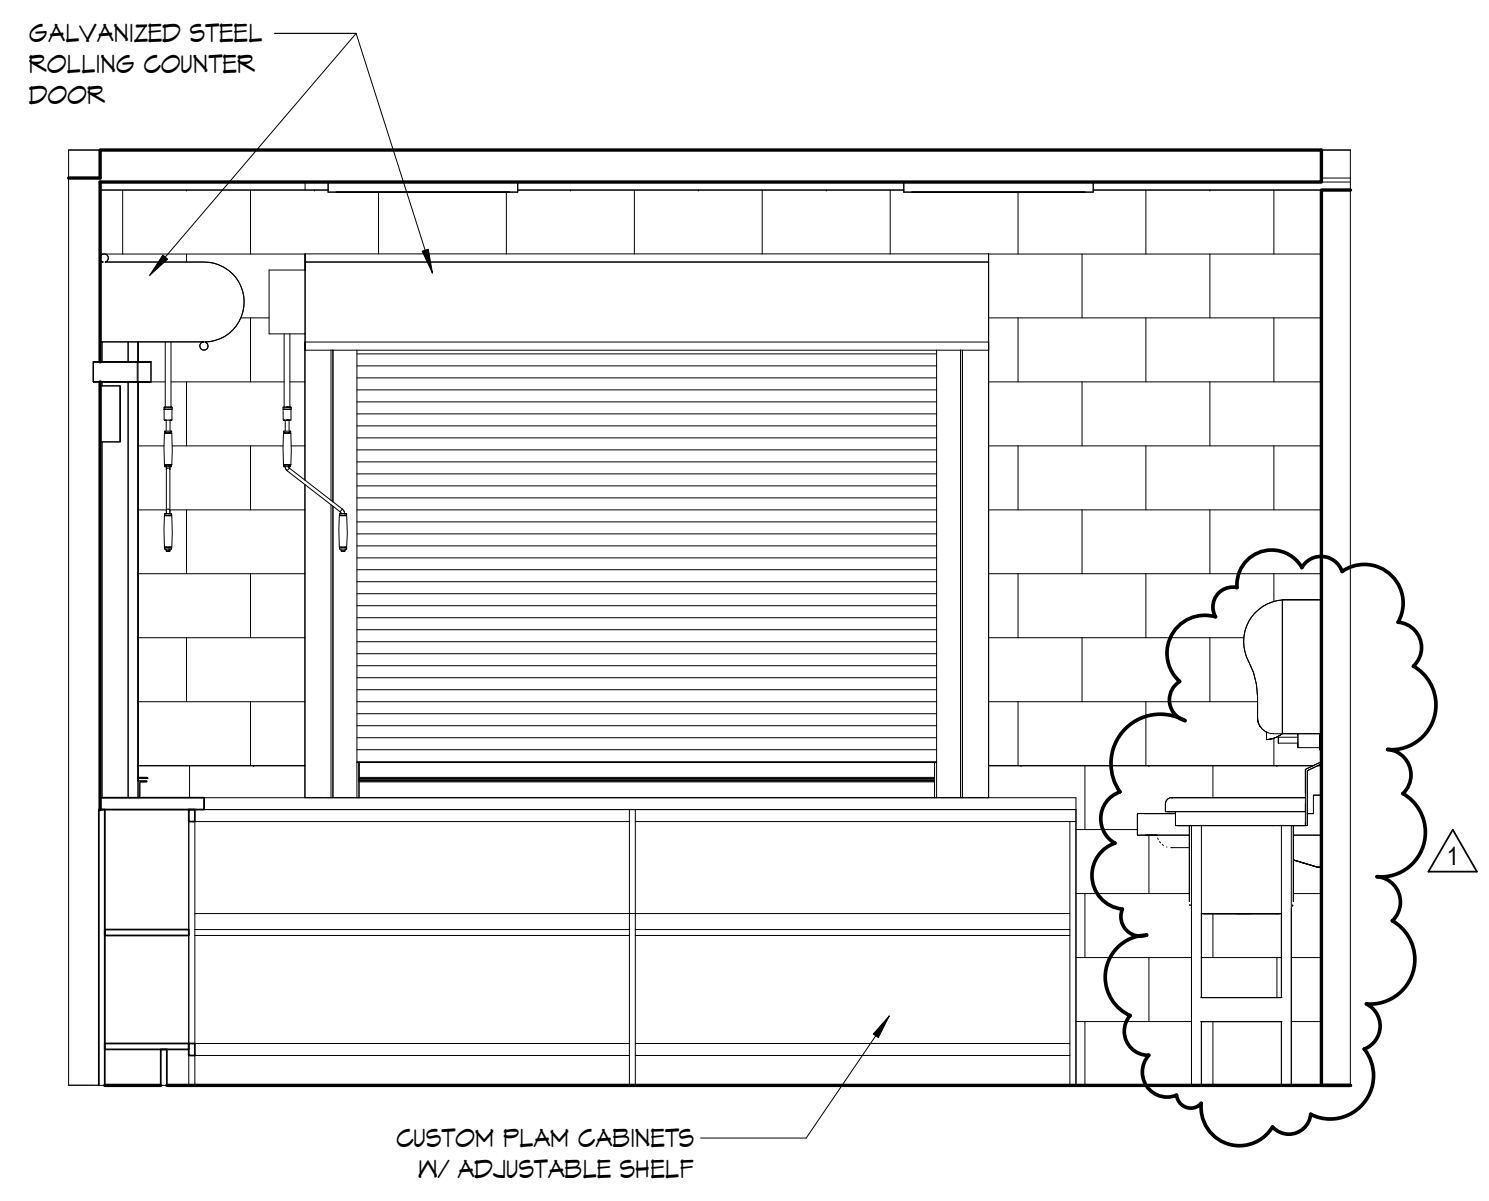 GALVANIZED STEEL
ROLLING COUNTER
DOOR
1
CUSTOM PLAM CABINETS
W/ ADJUSTABLE SHELF